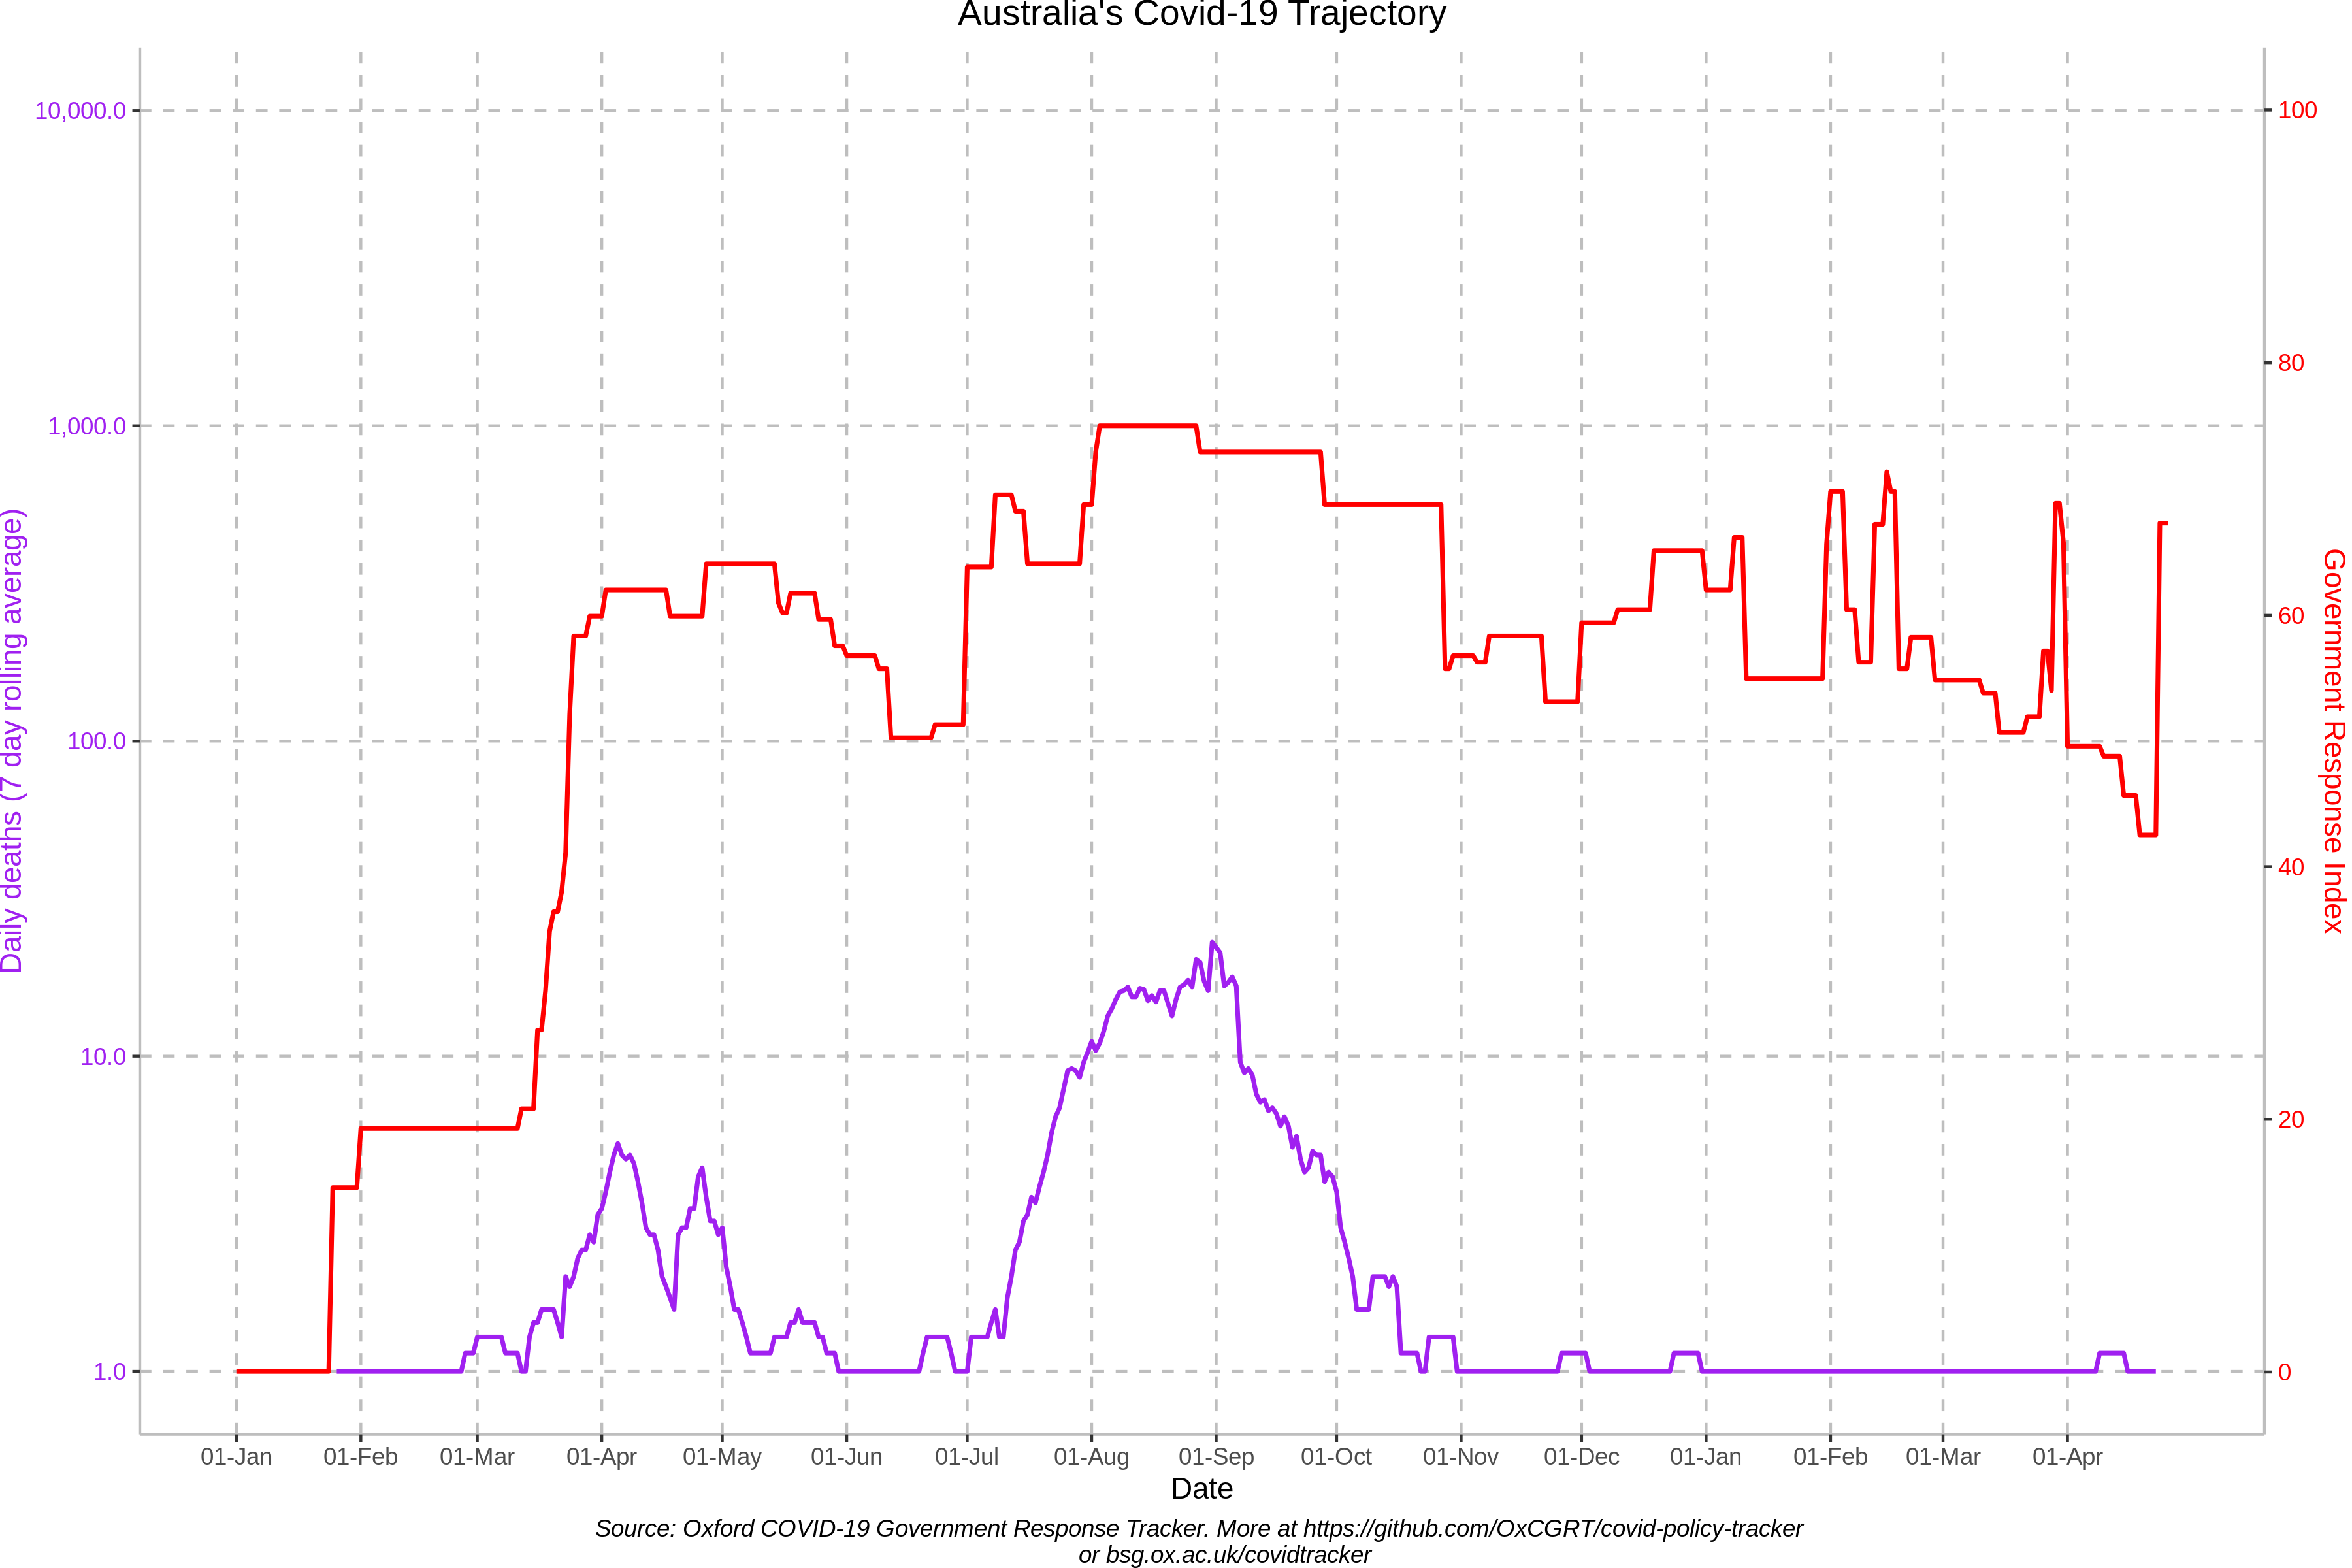 Australia's Covid-19 Trajectory
10,000.0
1,000.0
100.0
10.0
1.0
Daily deaths (7 day rolling average)
100
80
60
40
20
0
Government Response Index
01-Jan 01-Feb 01-Mar 01-Apr 01-May 01-Jun 01-Jul 01-Aug 01-Sep 01-Oct 01-Nov 01-Dec 01-Jan 01-Feb 01-Mar 01-Apr
Date
Source: Oxford COVID-19 Government Response Tracker. More at https://github.com/OxCGRT/covid-policy-tracker
or bsg.ox.ac.uk/covidtracker